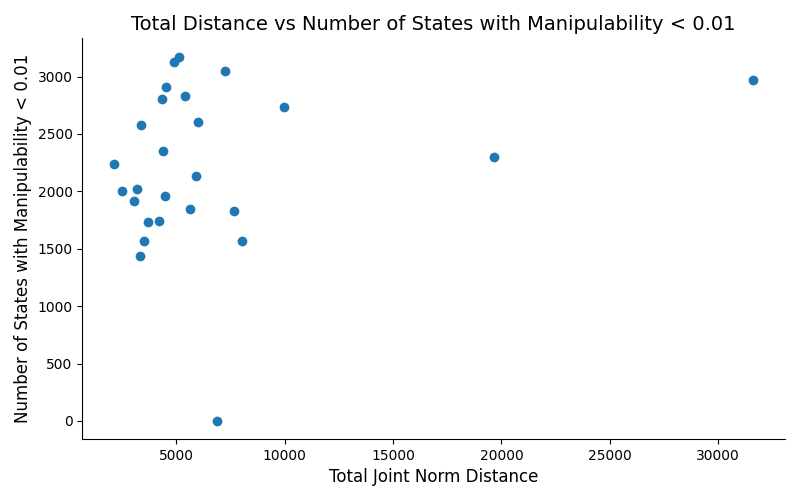 Total Distance vs Number of States with Manipulability < 0.01
Number of States with Manipulability < 0.01
3000
2500
2000
1500
1000
500
0
5000 10000 15000 20000 25000 30000
Total Joint Norm Distance